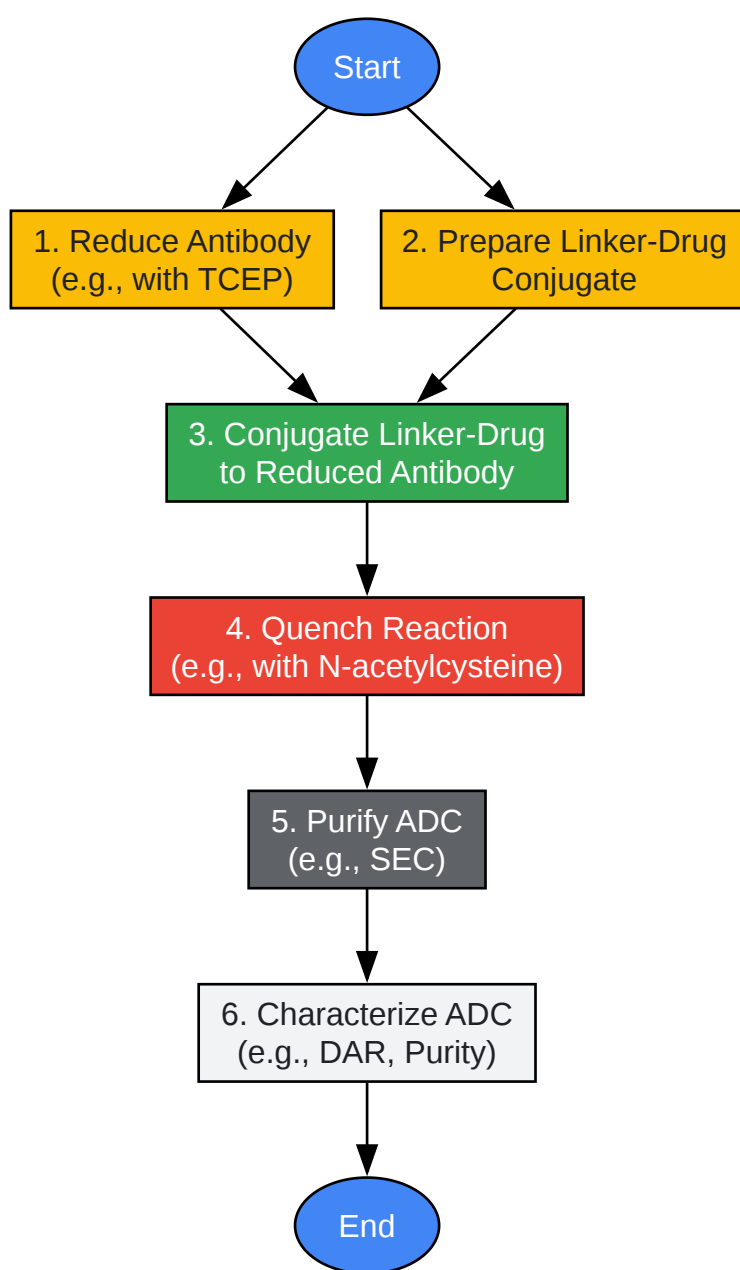 Start
1. Reduce Antibody
(e.g., with TCEP)
2. Prepare Linker-Drug
Conjugate
3. Conjugate Linker-Drug
to Reduced Antibody
4. Quench Reaction
(e.g., with N-acetylcysteine)
5. Purify ADC
(e.g., SEC)
6. Characterize ADC
(e.g., DAR, Purity)
End